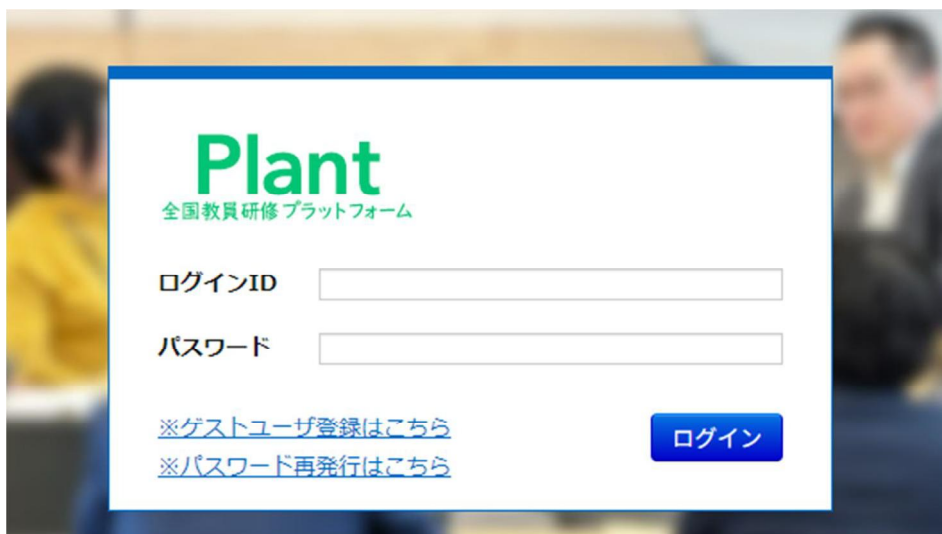 Plant
全国教員研修プラットフォーム
ログインID
パスワード
※ゲストユーザ登録はこちら
ログイン
※パスワード再発行はこちら